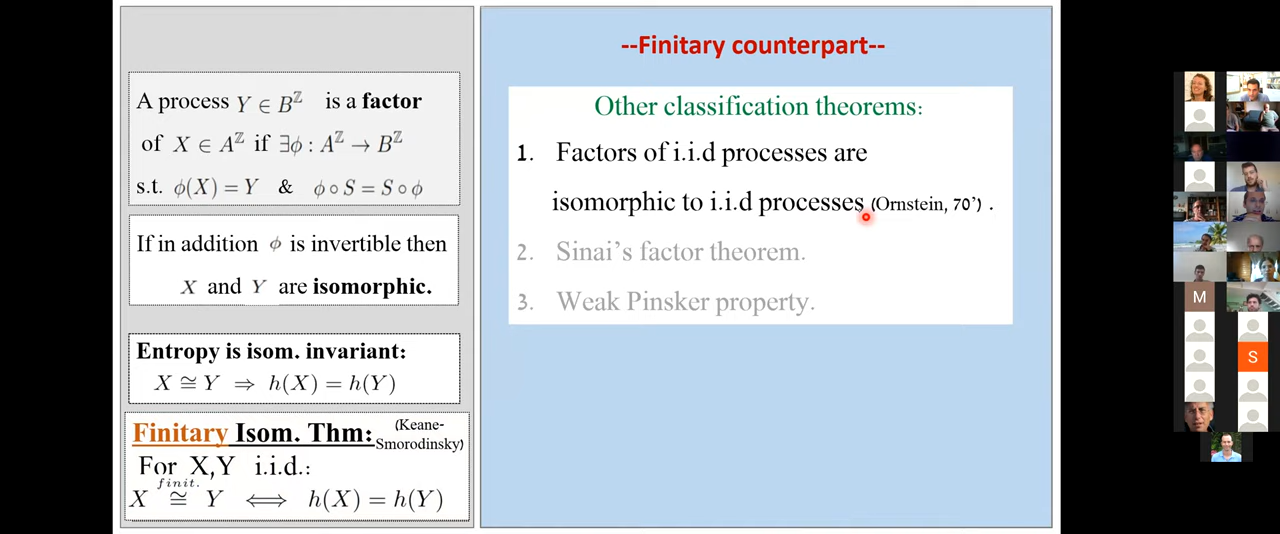 A process Y ∈ B^ℤ is a factor
of X ∈ A^ℤ if ∃ϕ : A^ℤ → B^ℤ
s.t. ϕ(X) = Y & ϕ ∘ S = S ∘ ϕ
If in addition ϕ is invertible then
X and Y are isomorphic.
Entropy is isom. invariant:
X ≅ Y ⇒ h(X) = h(Y)
Finitary Isom. Thm: (Keane-Smorodinsky)
For X,Y i.i.d.:
finit.
X ≅ Y ⟺ h(X) = h(Y)
--Finitary counterpart--
Other classification theorems:
1. Factors of i.i.d processes are
isomorphic to i.i.d processes (Ornstein, 70') .
2. Sinai's factor theorem.
3. Weak Pinsker property.
M
S